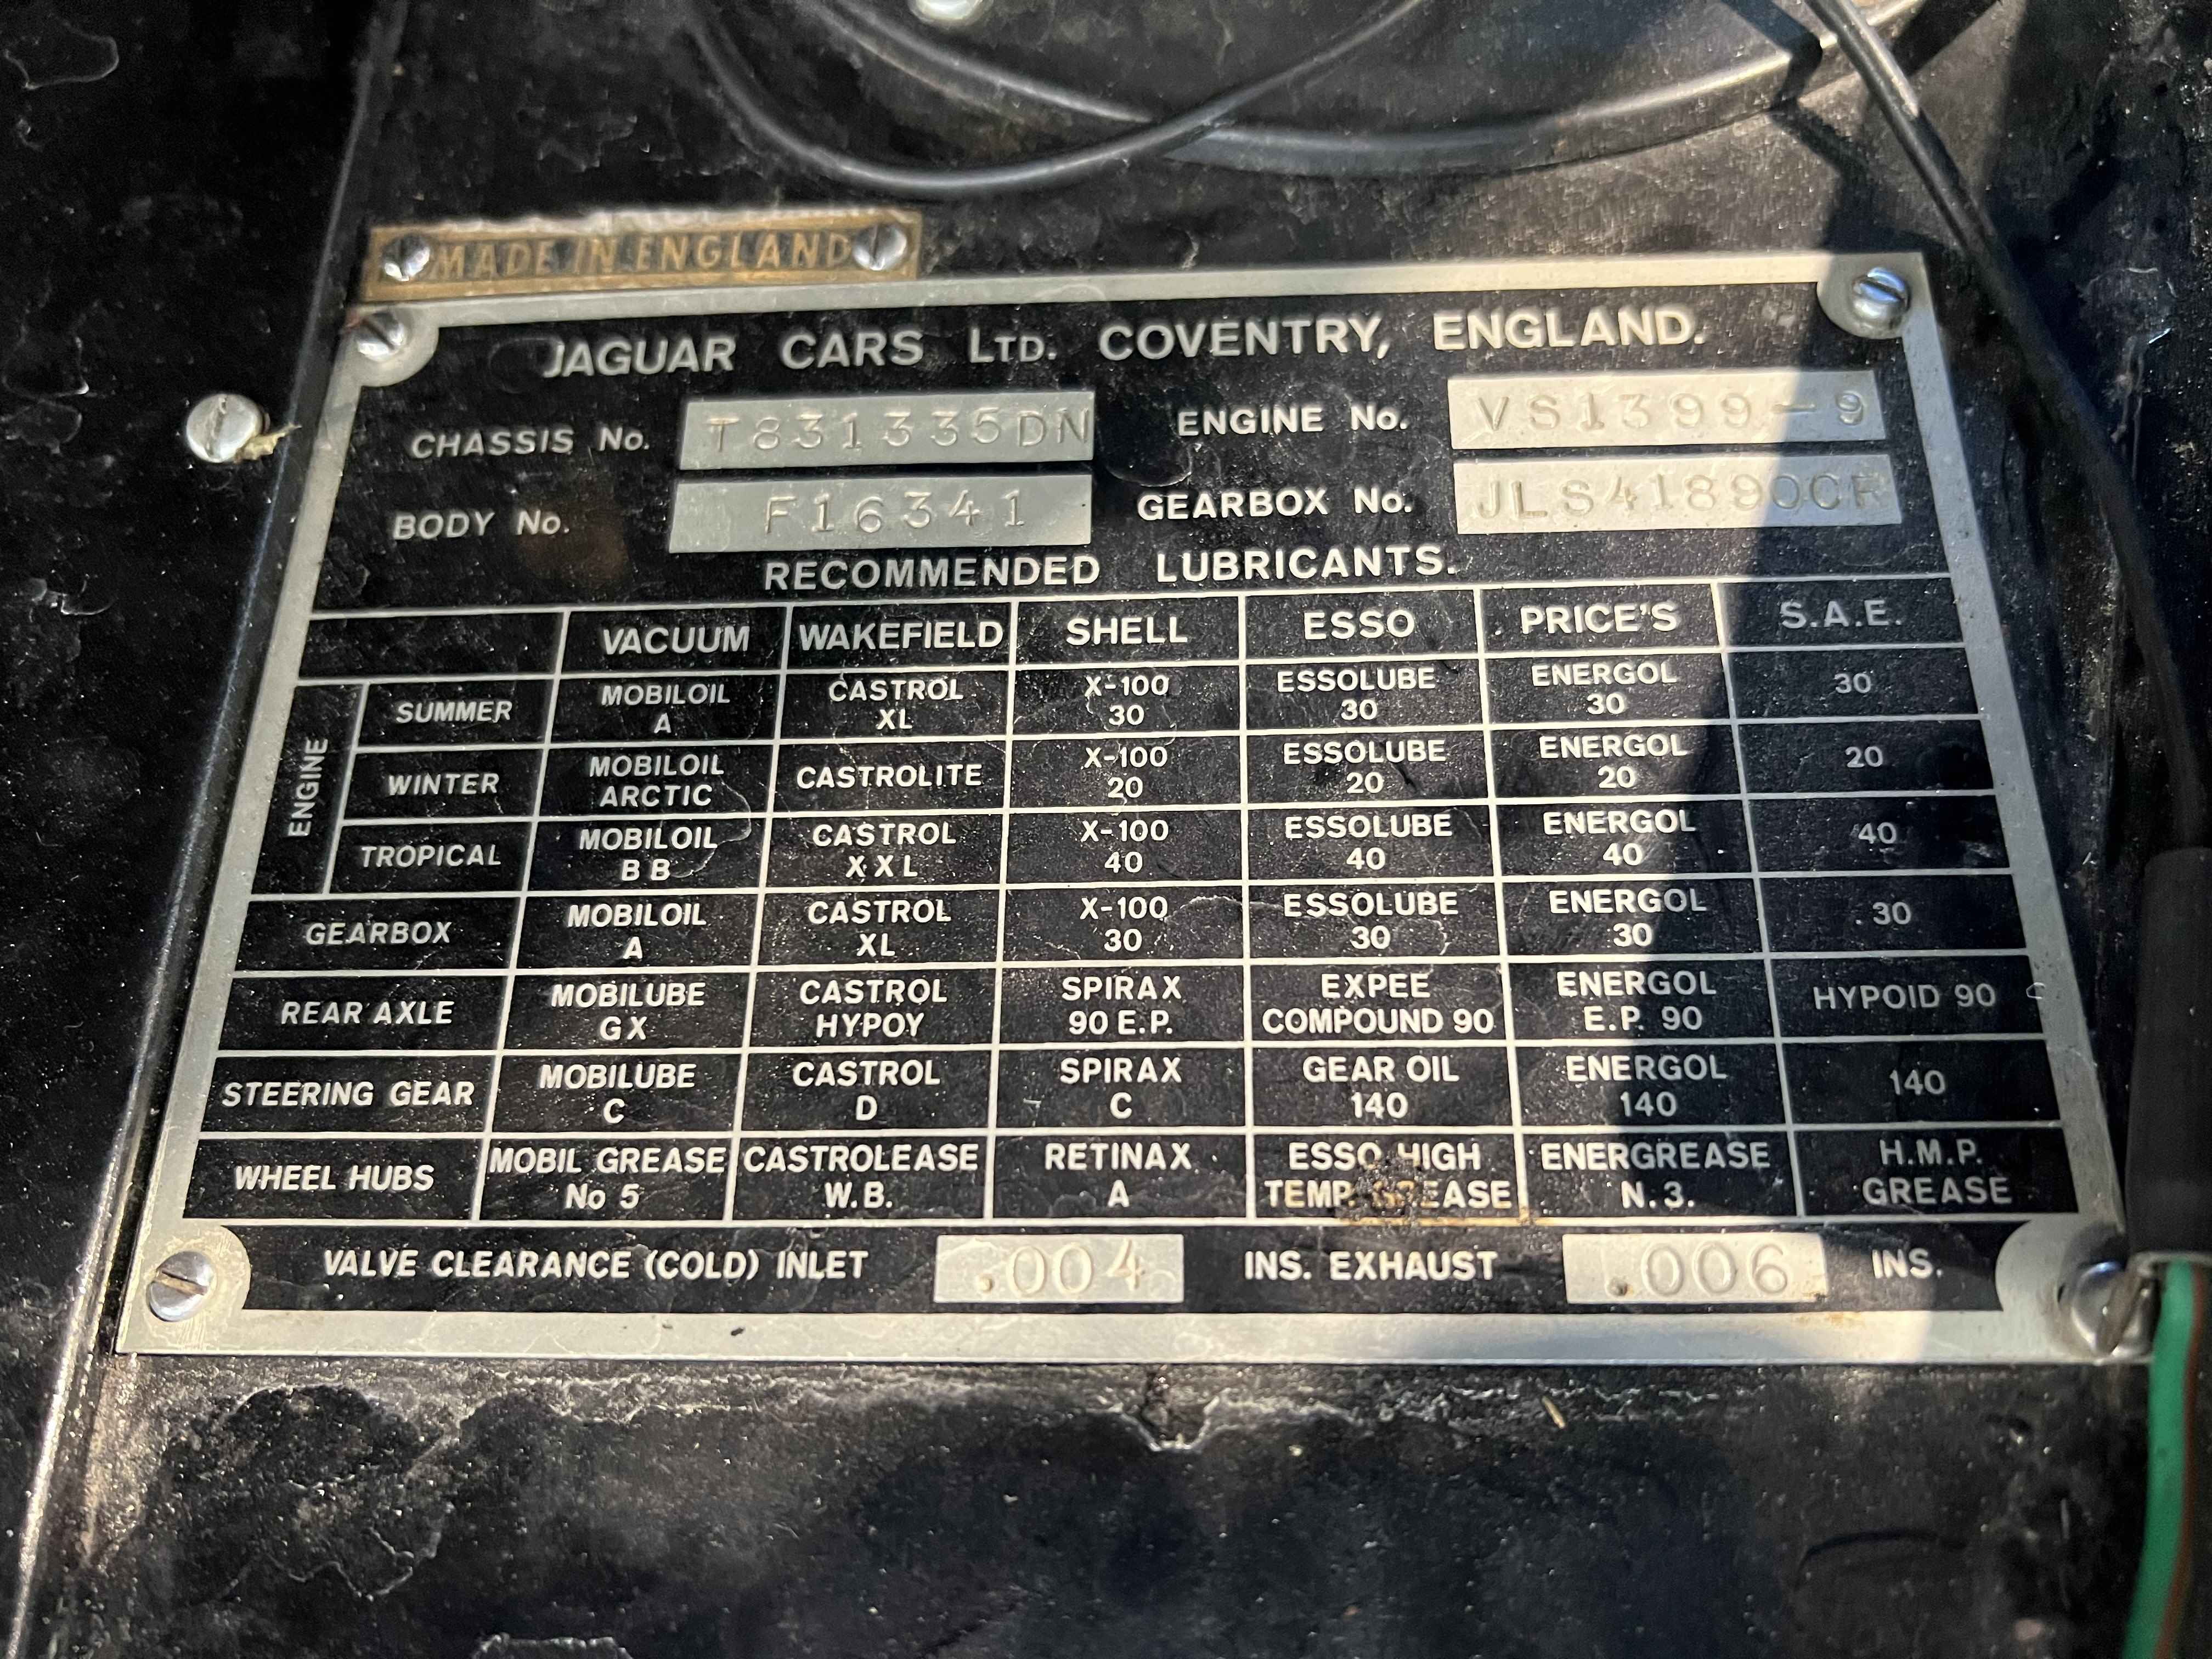 MADE IN ENGLAND
JAGUAR CARS LTD. COVENTRY, ENGLAND.
CHASSIS No. T831335DN ENGINE No. VS1399-9
BODY No. F16341 GEARBOX No. JLS41890CR
RECOMMENDED LUBRICANTS.
VACUUM WAKEFIELD SHELL ESSO PRICE'S S.A.E.
ENGINE
SUMMER MOBILOIL A CASTROL XL X-100 30 ESSOLUBE 30 ENERGOL 30 30
WINTER MOBILOIL ARCTIC CASTROLITE X-100 20 ESSOLUBE 20 ENERGOL 20 20
TROPICAL MOBILOIL BB CASTROL XXL X-100 40 ESSOLUBE 40 ENERGOL 40 40
GEARBOX MOBILOIL A CASTROL XL X-100 30 ESSOLUBE 30 ENERGOL 30 30
REAR AXLE MOBILUBE GX CASTROL HYPOY SPIRAX 90 E.P. EXPEE COMPOUND 90 ENERGOL E.P. 90 HYPOID 90
STEERING GEAR MOBILUBE C CASTROL D SPIRAX C GEAR OIL 140 ENERGOL 140 140
WHEEL HUBS MOBIL GREASE No 5 CASTROLEASE W.B. RETINAX A ESSO HIGH TEMP. GREASE ENERGREASE N.3. H.M.P. GREASE
VALVE CLEARANCE (COLD) INLET .004 INS. EXHAUST .006 INS.